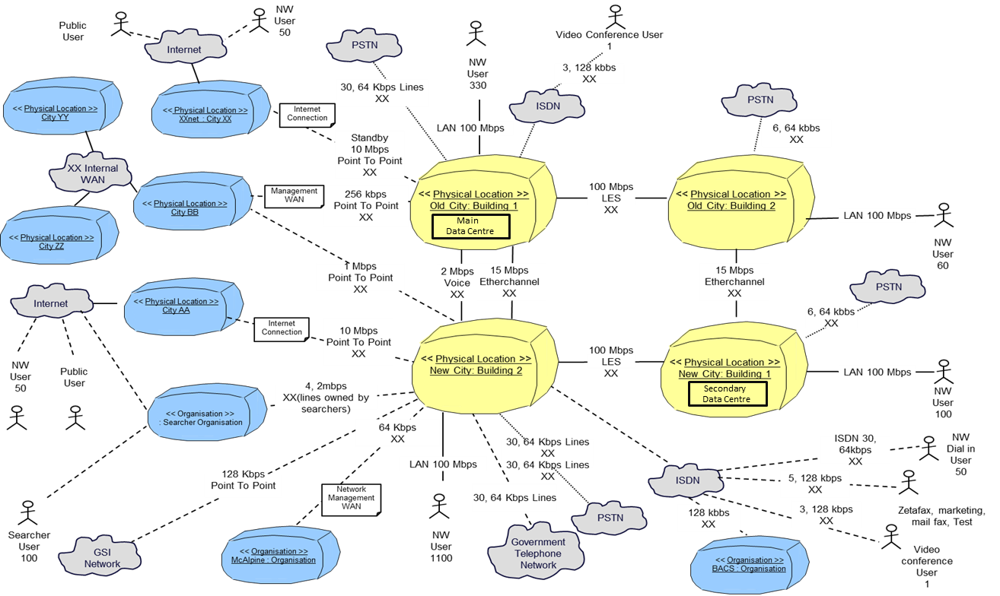 Public
User
NW
User
50
Internet
PSTN
NW
User
330
Video Conference User
1
3, 128 kbbs
XX
30, 64 Kbps Lines
XX
ISDN
PSTN
<< Physical Location >>
City YY
<< Physical Location >>
XXnet : City XX
Internet
Connection
LAN 100 Mbps
6, 64 kbbs
XX
Standby
10 Mbps
Point To Point
XX
XX Internal
WAN
<< Physical Location >>
City BB
Management
WAN
256 kbps
Point To Point
XX
<< Physical Location >>
Old City: Building 1
Main
Data Centre
100 Mbps
LES
XX
<< Physical Location >>
Old City: Building 2
LAN 100 Mbps
NW
User
60
<< Physical Location >>
City ZZ
1 Mbps
Point To Point
XX
2 Mbps
Voice
XX
15 Mbps
Etherchannel
XX
15 Mbps
Etherchannel
XX
PSTN
6, 64 kbbs
XX
Internet
<< Physical Location >>
City AA
Internet
Connection
10 Mbps
Point To Point
XX
<< Physical Location >>
New City: Building 2
100 Mbps
LES
XX
<< Physical Location >>
New City: Building 1
Secondary
Data Centre
LAN 100 Mbps
NW
User
100
NW
User
50
Public
User
<< Organisation >>
: Searcher Organisation
4, 2mbps
XX(lines owned by
searchers)
64 Kbps
XX
LAN 100 Mbps
30, 64 Kbps Lines
XX
30, 64 Kbps Lines
XX
30, 64 Kbps Lines
128 Kbps
Point To Point
Network
Management
WAN
ISDN
ISDN 30,
64kbps
XX
NW
Dial in
User
50
5, 128 kbps
XX
Zetafax, marketing,
mail fax, Test
3, 128 kbps
XX
128 kbbs
XX
Video
conference
User
1
Searcher
User
100
GSI
Network
<< Organisation >>
McAlpine : Organisation
NW
User
1100
Government
Telephone
Network
PSTN
<< Organisation >>
BACS : Organisation